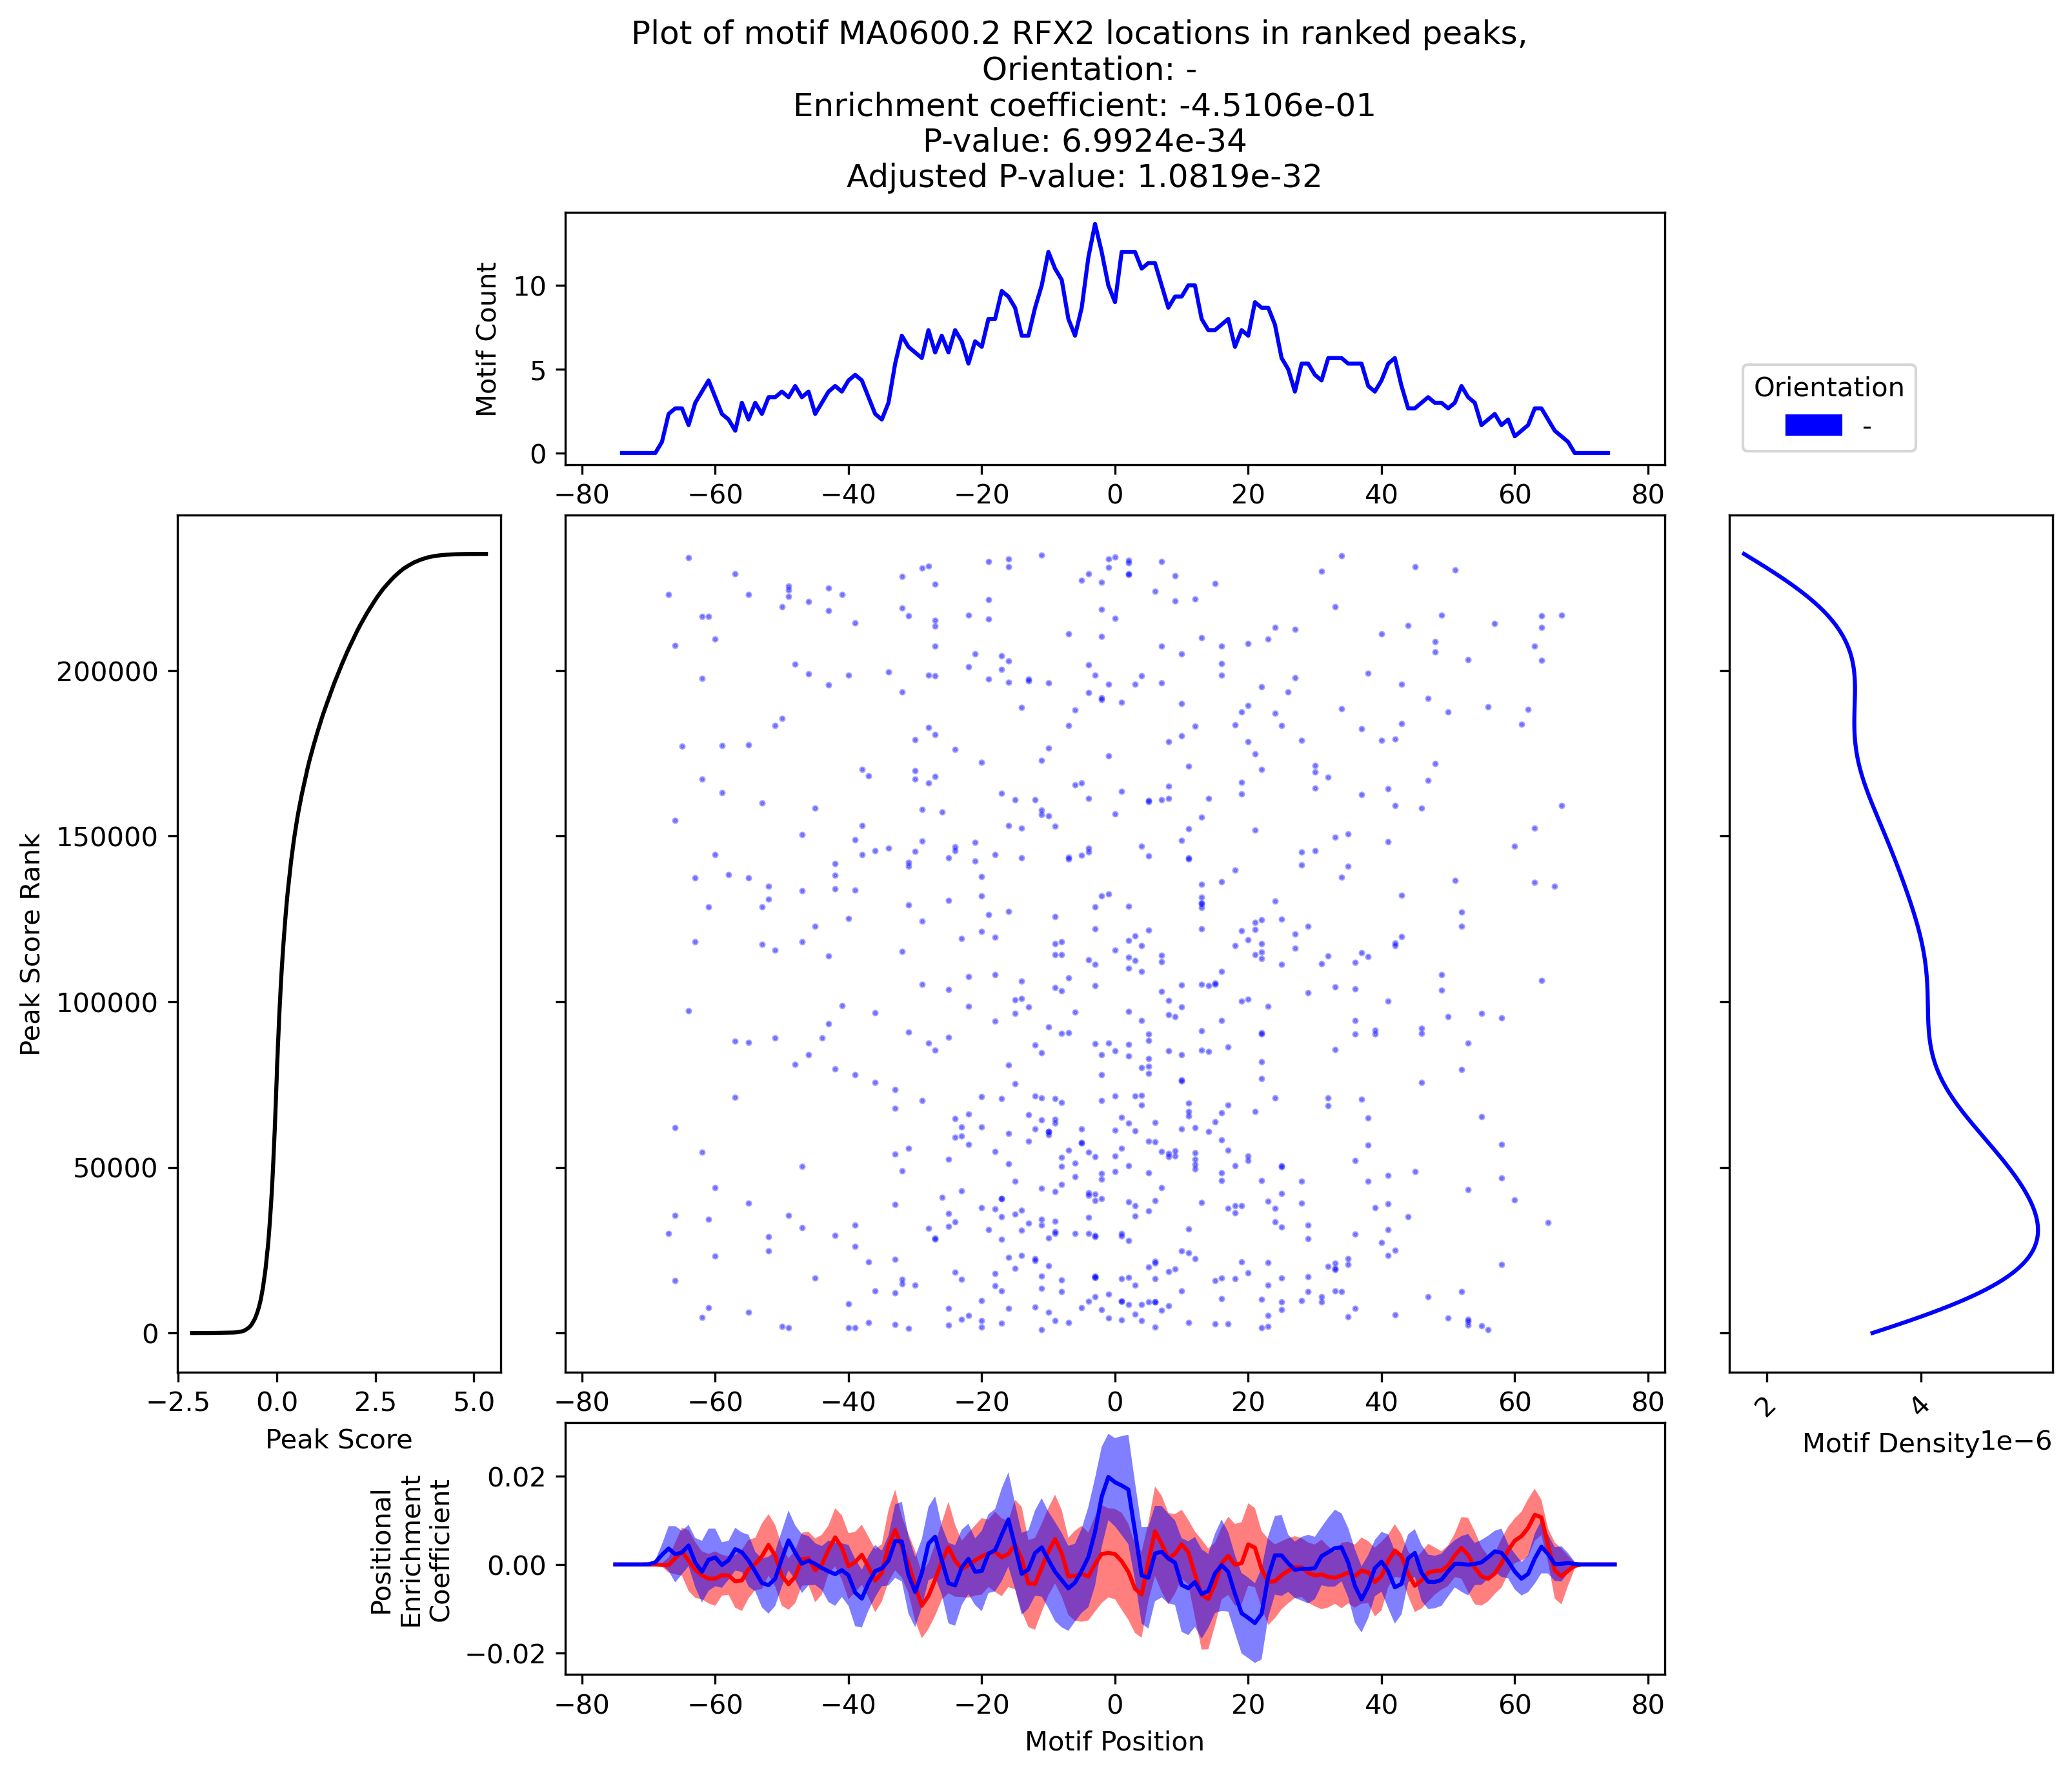 Plot of motif MA0600.2 RFX2 locations in ranked peaks,
Orientation: -
Enrichment coefficient: -4.5106e-01
P-value: 6.9924e-34
Adjusted P-value: 1.0819e-32
Motif Count
10
5
0
−80 −60 −40 −20 0 20 40 60 80
Orientation
-
Peak Score Rank
200000
150000
100000
50000
0
−2.5 0.0 2.5 5.0
Peak Score
−80 −60 −40 −20 0 20 40 60 80
2 4
Motif Density
1e−6
Positional
Enrichment
Coefficient
0.02
0.00
−0.02
−80 −60 −40 −20 0 20 40 60 80
Motif Position